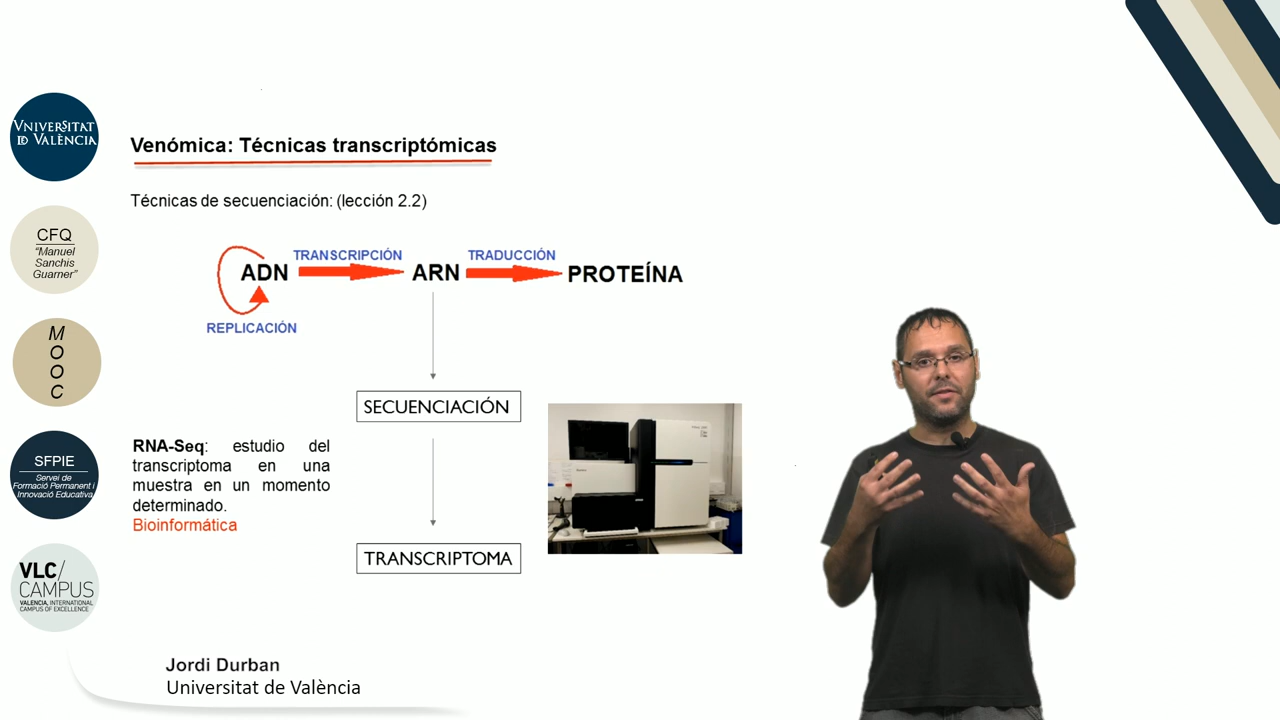 VNIVERSITAT
ID VALÈNCIA
CFQ
“Manuel
Sanchis
Guarner”
M
O
O
C
SFPIE
Servei de
Formació Permanent i
Innovació Educativa
VLC/
CAMPUS
VALENCIA, INTERNATIONAL
CAMPUS OF EXCELLENCE
Venómica: Técnicas transcriptómicas
Técnicas de secuenciación: (lección 2.2)
TRANSCRIPCIÓN
TRADUCCIÓN
ADN
ARN
PROTEÍNA
REPLICACIÓN
SECUENCIACIÓN
RNA-Seq: estudio del
transcriptoma en una
muestra en un momento
determinado.
Bioinformática
TRANSCRIPTOMA
Jordi Durban
Universitat de València